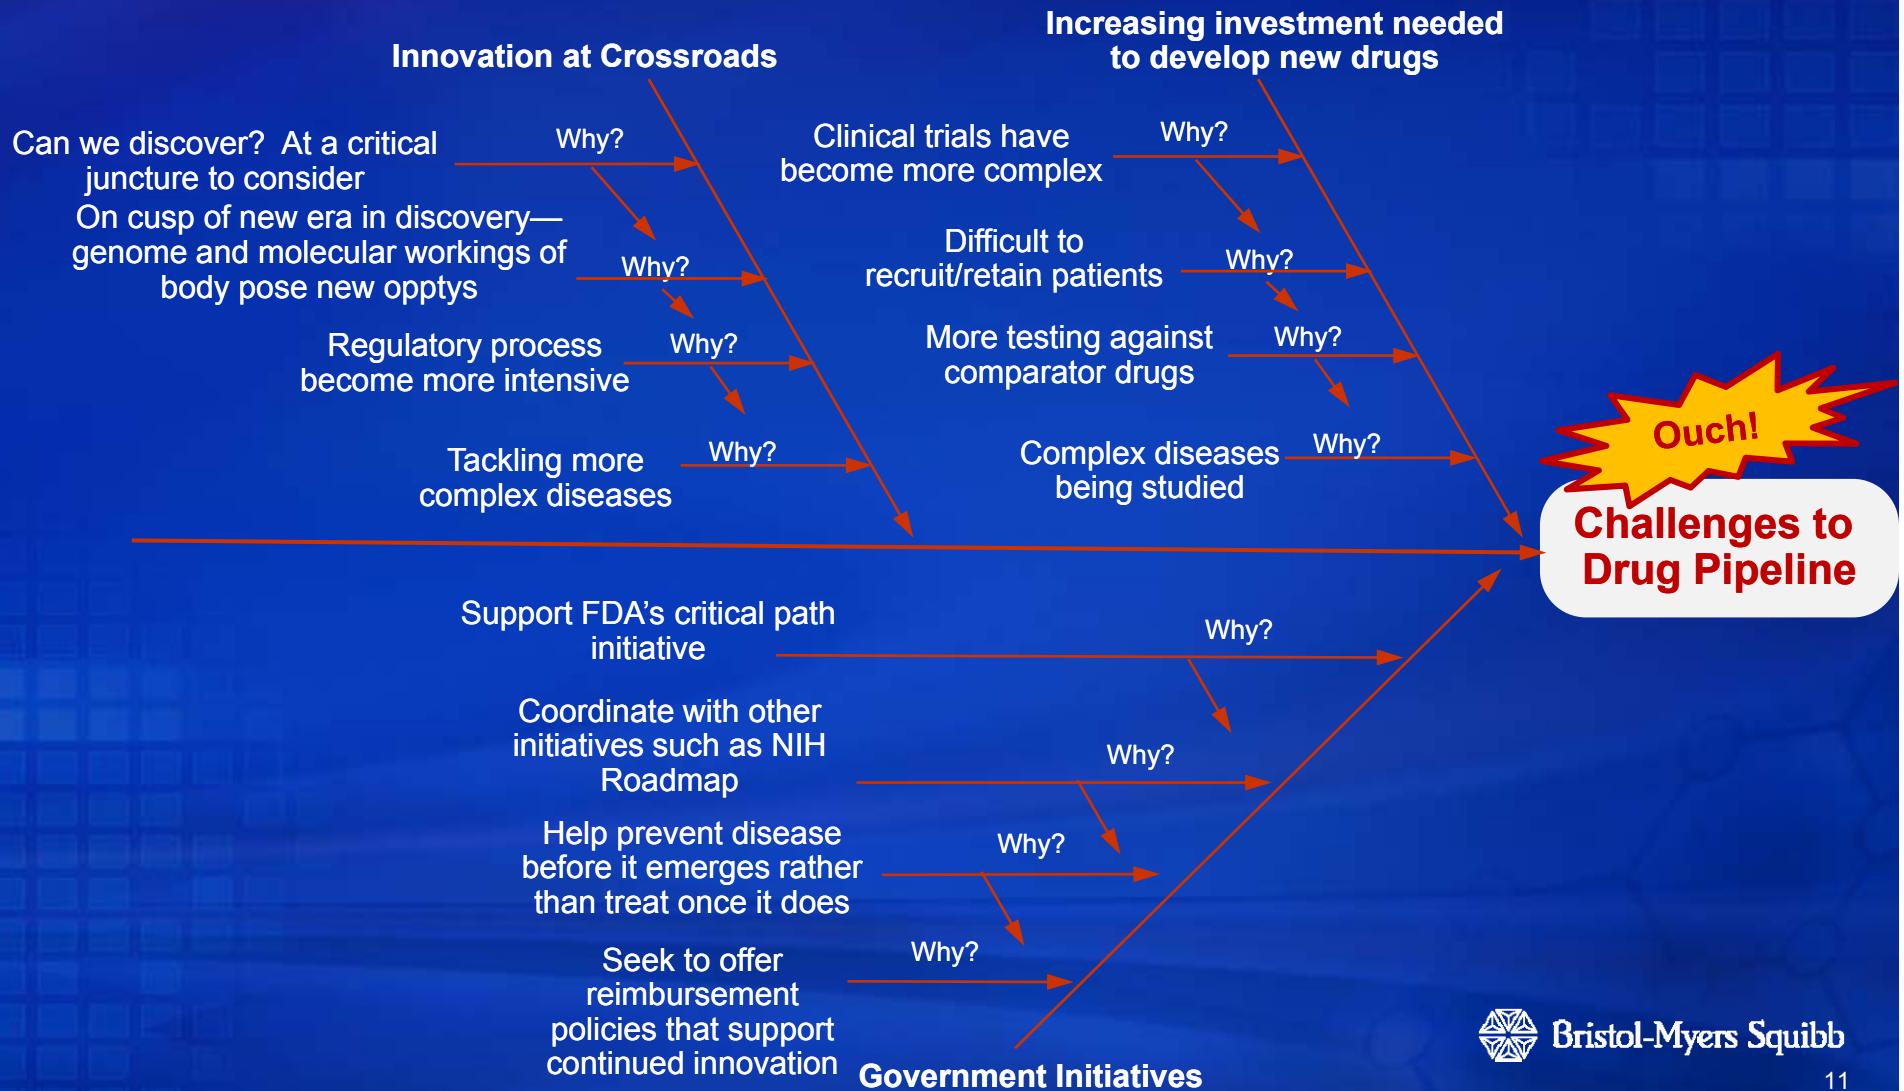 Innovation at Crossroads
Can we discover?  At a critical
juncture to consider
Why?
On cusp of new era in discovery—
genome and molecular workings of
body pose new opptys
Why?
Regulatory process
become more intensive
Why?
Tackling more
complex diseases
Why?
Increasing investment needed
to develop new drugs
Clinical trials have
become more complex
Why?
Difficult to
recruit/retain patients
Why?
More testing against
comparator drugs
Why?
Complex diseases
being studied
Why?
Ouch!
Challenges to
Drug Pipeline
Support FDA’s critical path
initiative
Why?
Coordinate with other
initiatives such as NIH
Roadmap
Why?
Help prevent disease
before it emerges rather
than treat once it does
Why?
Seek to offer
reimbursement
policies that support
continued innovation
Why?
Government Initiatives
Bristol-Myers Squibb
11